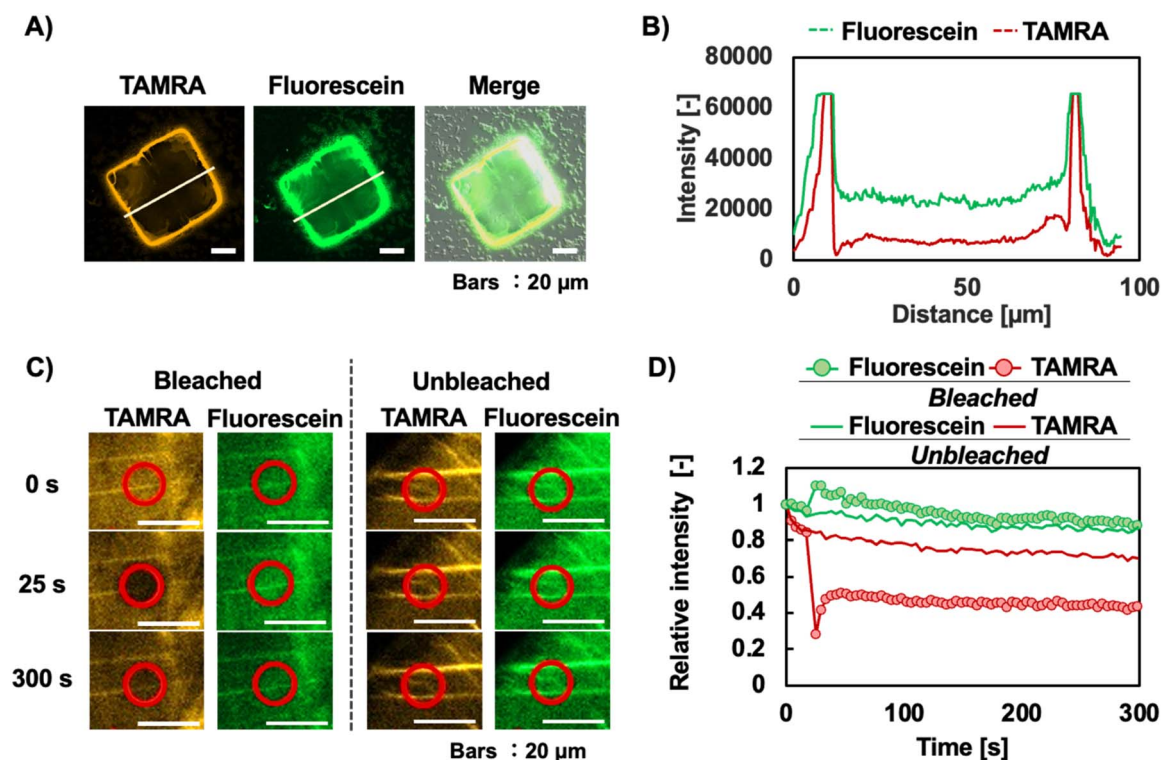 A)
TAMRA Fluorescein Merge
Bars : 20 µm
B)
Fluorescein TAMRA
80000
60000
40000
20000
0
Intensity [-]
0 50 100
Distance [µm]
C)
Bleached Unbleached
TAMRA Fluorescein TAMRA Fluorescein
0 s
25 s
300 s
Bars : 20 µm
D)
Fluorescein TAMRA
Bleached
Fluorescein TAMRA
Unbleached
1.2
1
0.8
0.6
0.4
0.2
0
Relative intensity [-]
0 100 200 300
Time [s]